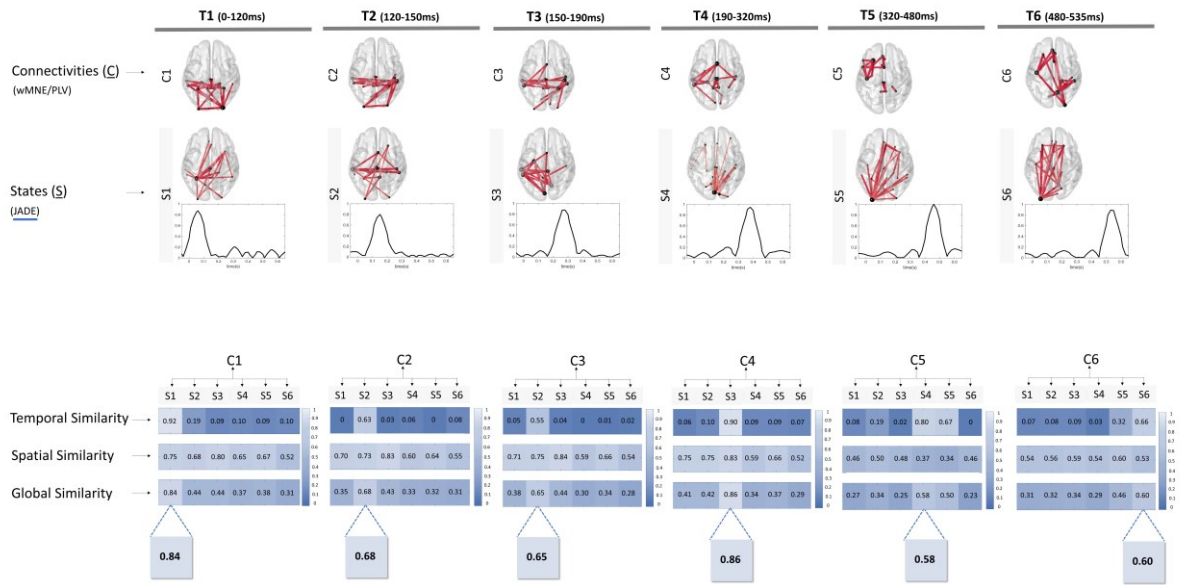 T1 (0-120ms) T2 (120-150ms) T3 (150-190ms) T4 (190-320ms) T5 (320-480ms) T6 (480-535ms)
Connectivities (C)
(wMNE/PLV)
C1 C2 C3 C4 C5 C6
States (S)
(JADE)
S1 S2 S3 S4 S5 S6
time(s) time(s) time(s) time(s) time(s) time(s)
C1 C2 C3 C4 C5 C6
S1 S2 S3 S4 S5 S6 S1 S2 S3 S4 S5 S6 S1 S2 S3 S4 S5 S6 S1 S2 S3 S4 S5 S6 S1 S2 S3 S4 S5 S6 S1 S2 S3 S4 S5 S6
Temporal Similarity 0.92 0.19 0.09 0.10 0.09 0.10 0 0.63 0.03 0.06 0 0.08 0.05 0.55 0.04 0 0.01 0.02 0.06 0.10 0.90 0.09 0.09 0.07 0.08 0.19 0.02 0.80 0.67 0 0.07 0.08 0.09 0.03 0.32 0.66
Spatial Similarity 0.75 0.68 0.80 0.65 0.67 0.52 0.70 0.73 0.83 0.60 0.64 0.55 0.71 0.75 0.84 0.59 0.66 0.54 0.75 0.75 0.83 0.59 0.66 0.52 0.46 0.50 0.48 0.37 0.34 0.46 0.54 0.56 0.59 0.54 0.60 0.53
Global Similarity 0.84 0.44 0.44 0.37 0.38 0.31 0.35 0.68 0.43 0.33 0.32 0.31 0.38 0.65 0.44 0.30 0.34 0.28 0.41 0.42 0.86 0.34 0.37 0.29 0.27 0.34 0.25 0.58 0.50 0.23 0.31 0.32 0.34 0.29 0.46 0.60
0.84 0.68 0.65 0.86 0.58 0.60